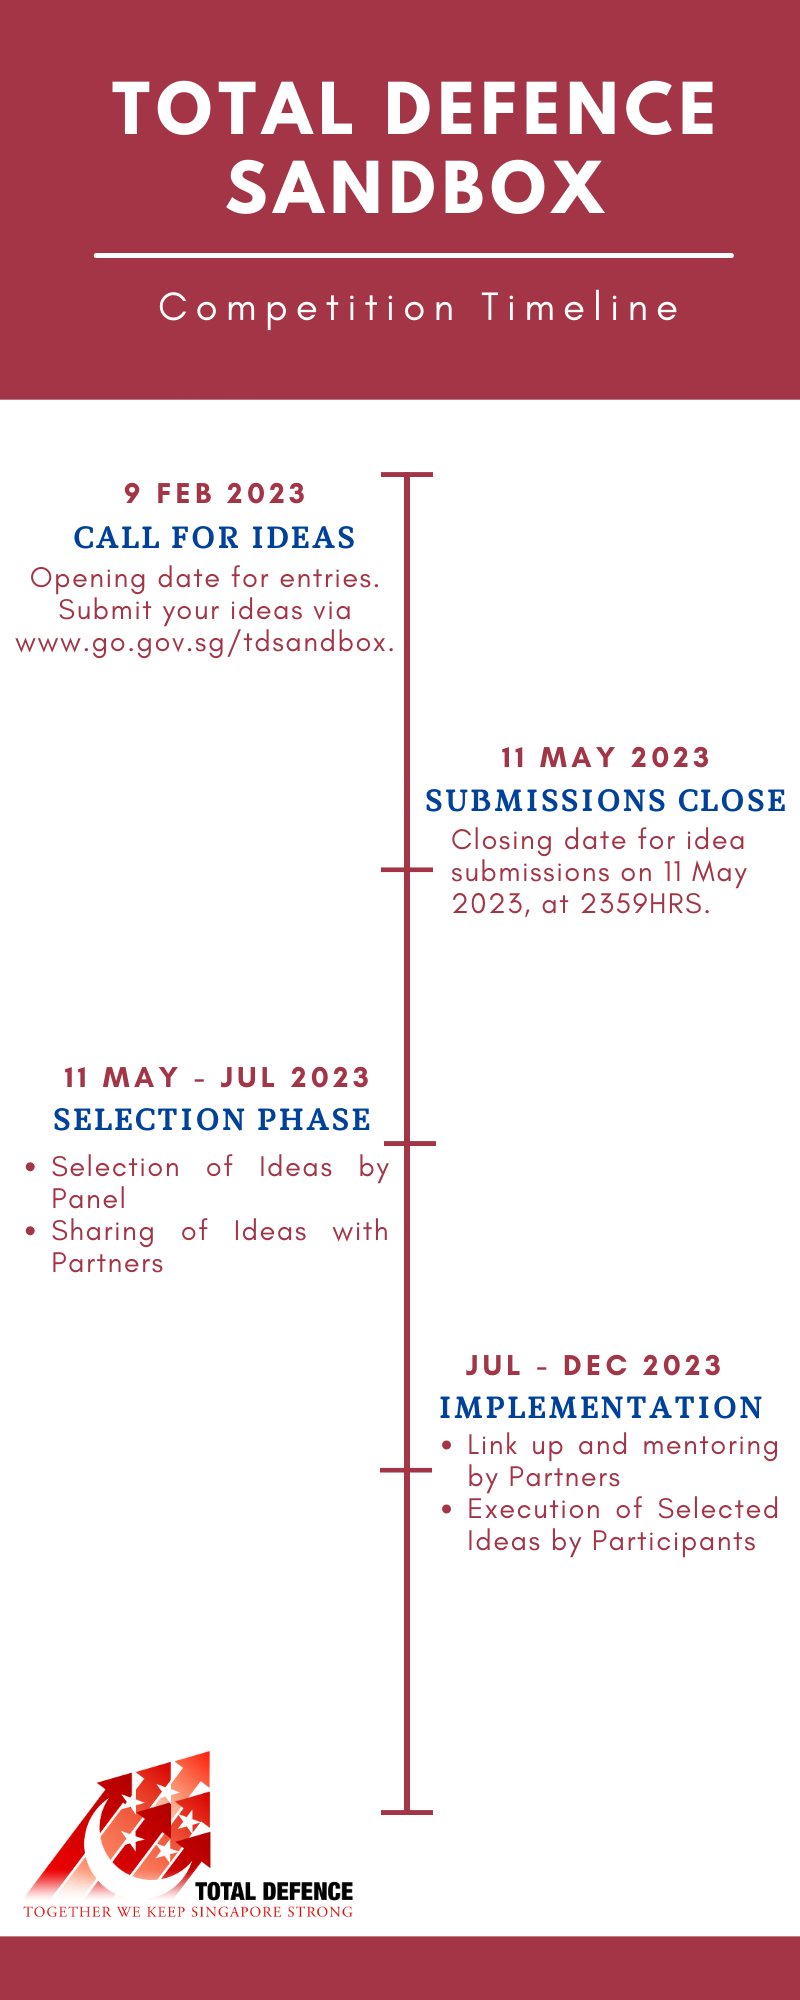 TOTAL DEFENCE
SANDBOX
Competition Timeline
9 FEB 2023
CALL FOR IDEAS
Opening date for entries.
Submit your ideas via
www.go.gov.sg/tdsandbox.
11 MAY 2023
SUBMISSIONS CLOSE
Closing date for idea
submissions on 11 May
2023, at 2359HRS.
11 MAY - JUL 2023
SELECTION PHASE
• Selection of Ideas by
Panel
• Sharing of Ideas with
Partners
JUL - DEC 2023
IMPLEMENTATION
• Link up and mentoring
by Partners
• Execution of Selected
Ideas by Participants
TOTAL DEFENCE
TOGETHER WE KEEP SINGAPORE STRONG